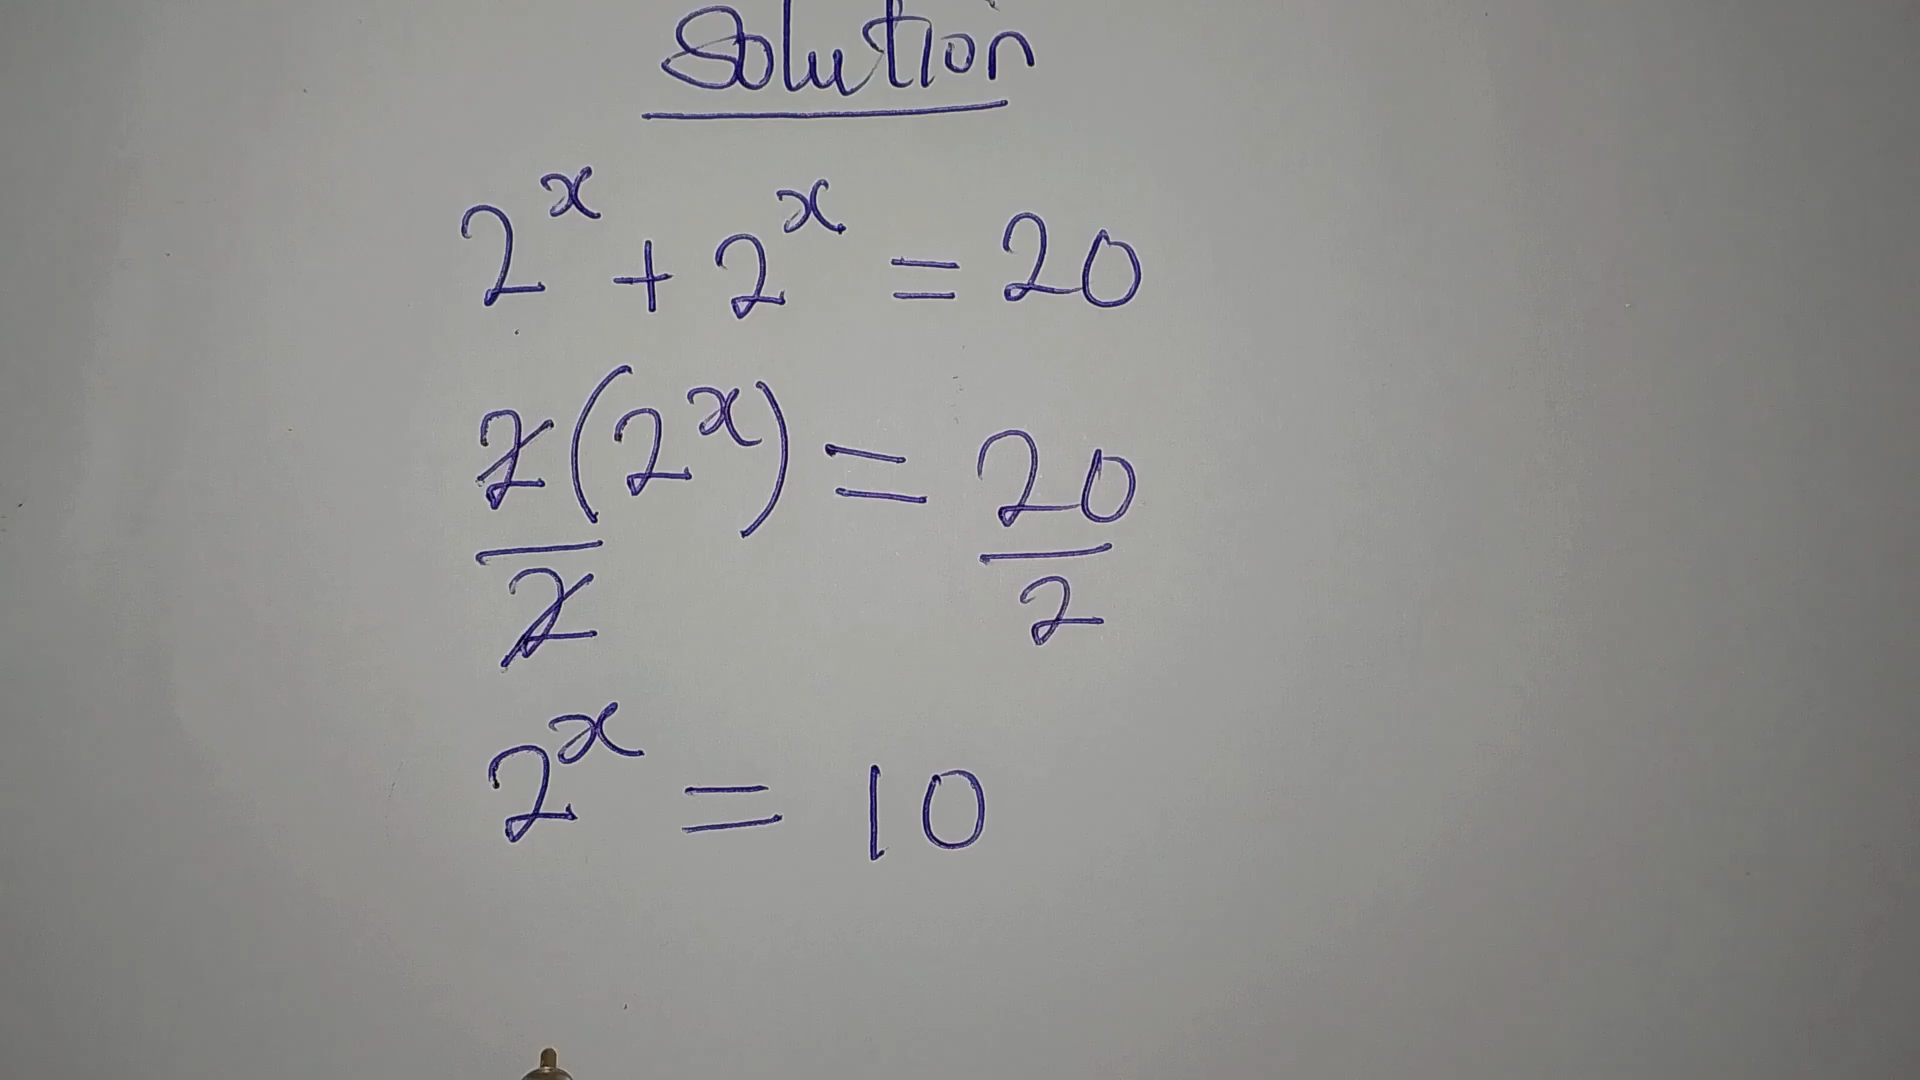 Solution
2^x + 2^x = 20
2(2^x)/2 = 20/2
2^x = 10